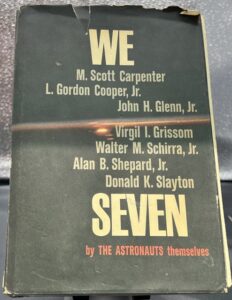 WE
M. Scott Carpenter
L. Gordon Cooper, Jr.
John H. Glenn, Jr.
Virgil I. Grissom
Walter M. Schirra, Jr.
Alan B. Shepard, Jr.
Donald K. Slayton
SEVEN
by THE ASTRONAUTS themselves